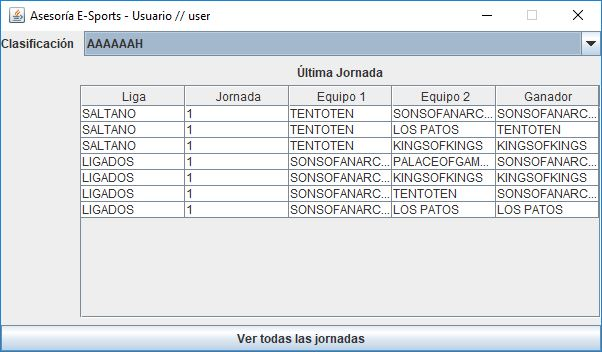 Asesoría E-Sports - Usuario // user
Clasificación AAAAAAH
Última Jornada
Liga Jornada Equipo 1 Equipo 2 Ganador
SALTANO 1 TENTOTEN SONSOFANARC... SONSOFANARC...
SALTANO 1 TENTOTEN LOS PATOS TENTOTEN
SALTANO 1 TENTOTEN KINGSOFKINGS KINGSOFKINGS
LIGADOS 1 SONSOFANARC... PALACEOFGAM... SONSOFANARC...
LIGADOS 1 SONSOFANARC... KINGSOFKINGS KINGSOFKINGS
LIGADOS 1 SONSOFANARC... TENTOTEN SONSOFANARC...
LIGADOS 1 SONSOFANARC... LOS PATOS LOS PATOS
Ver todas las jornadas